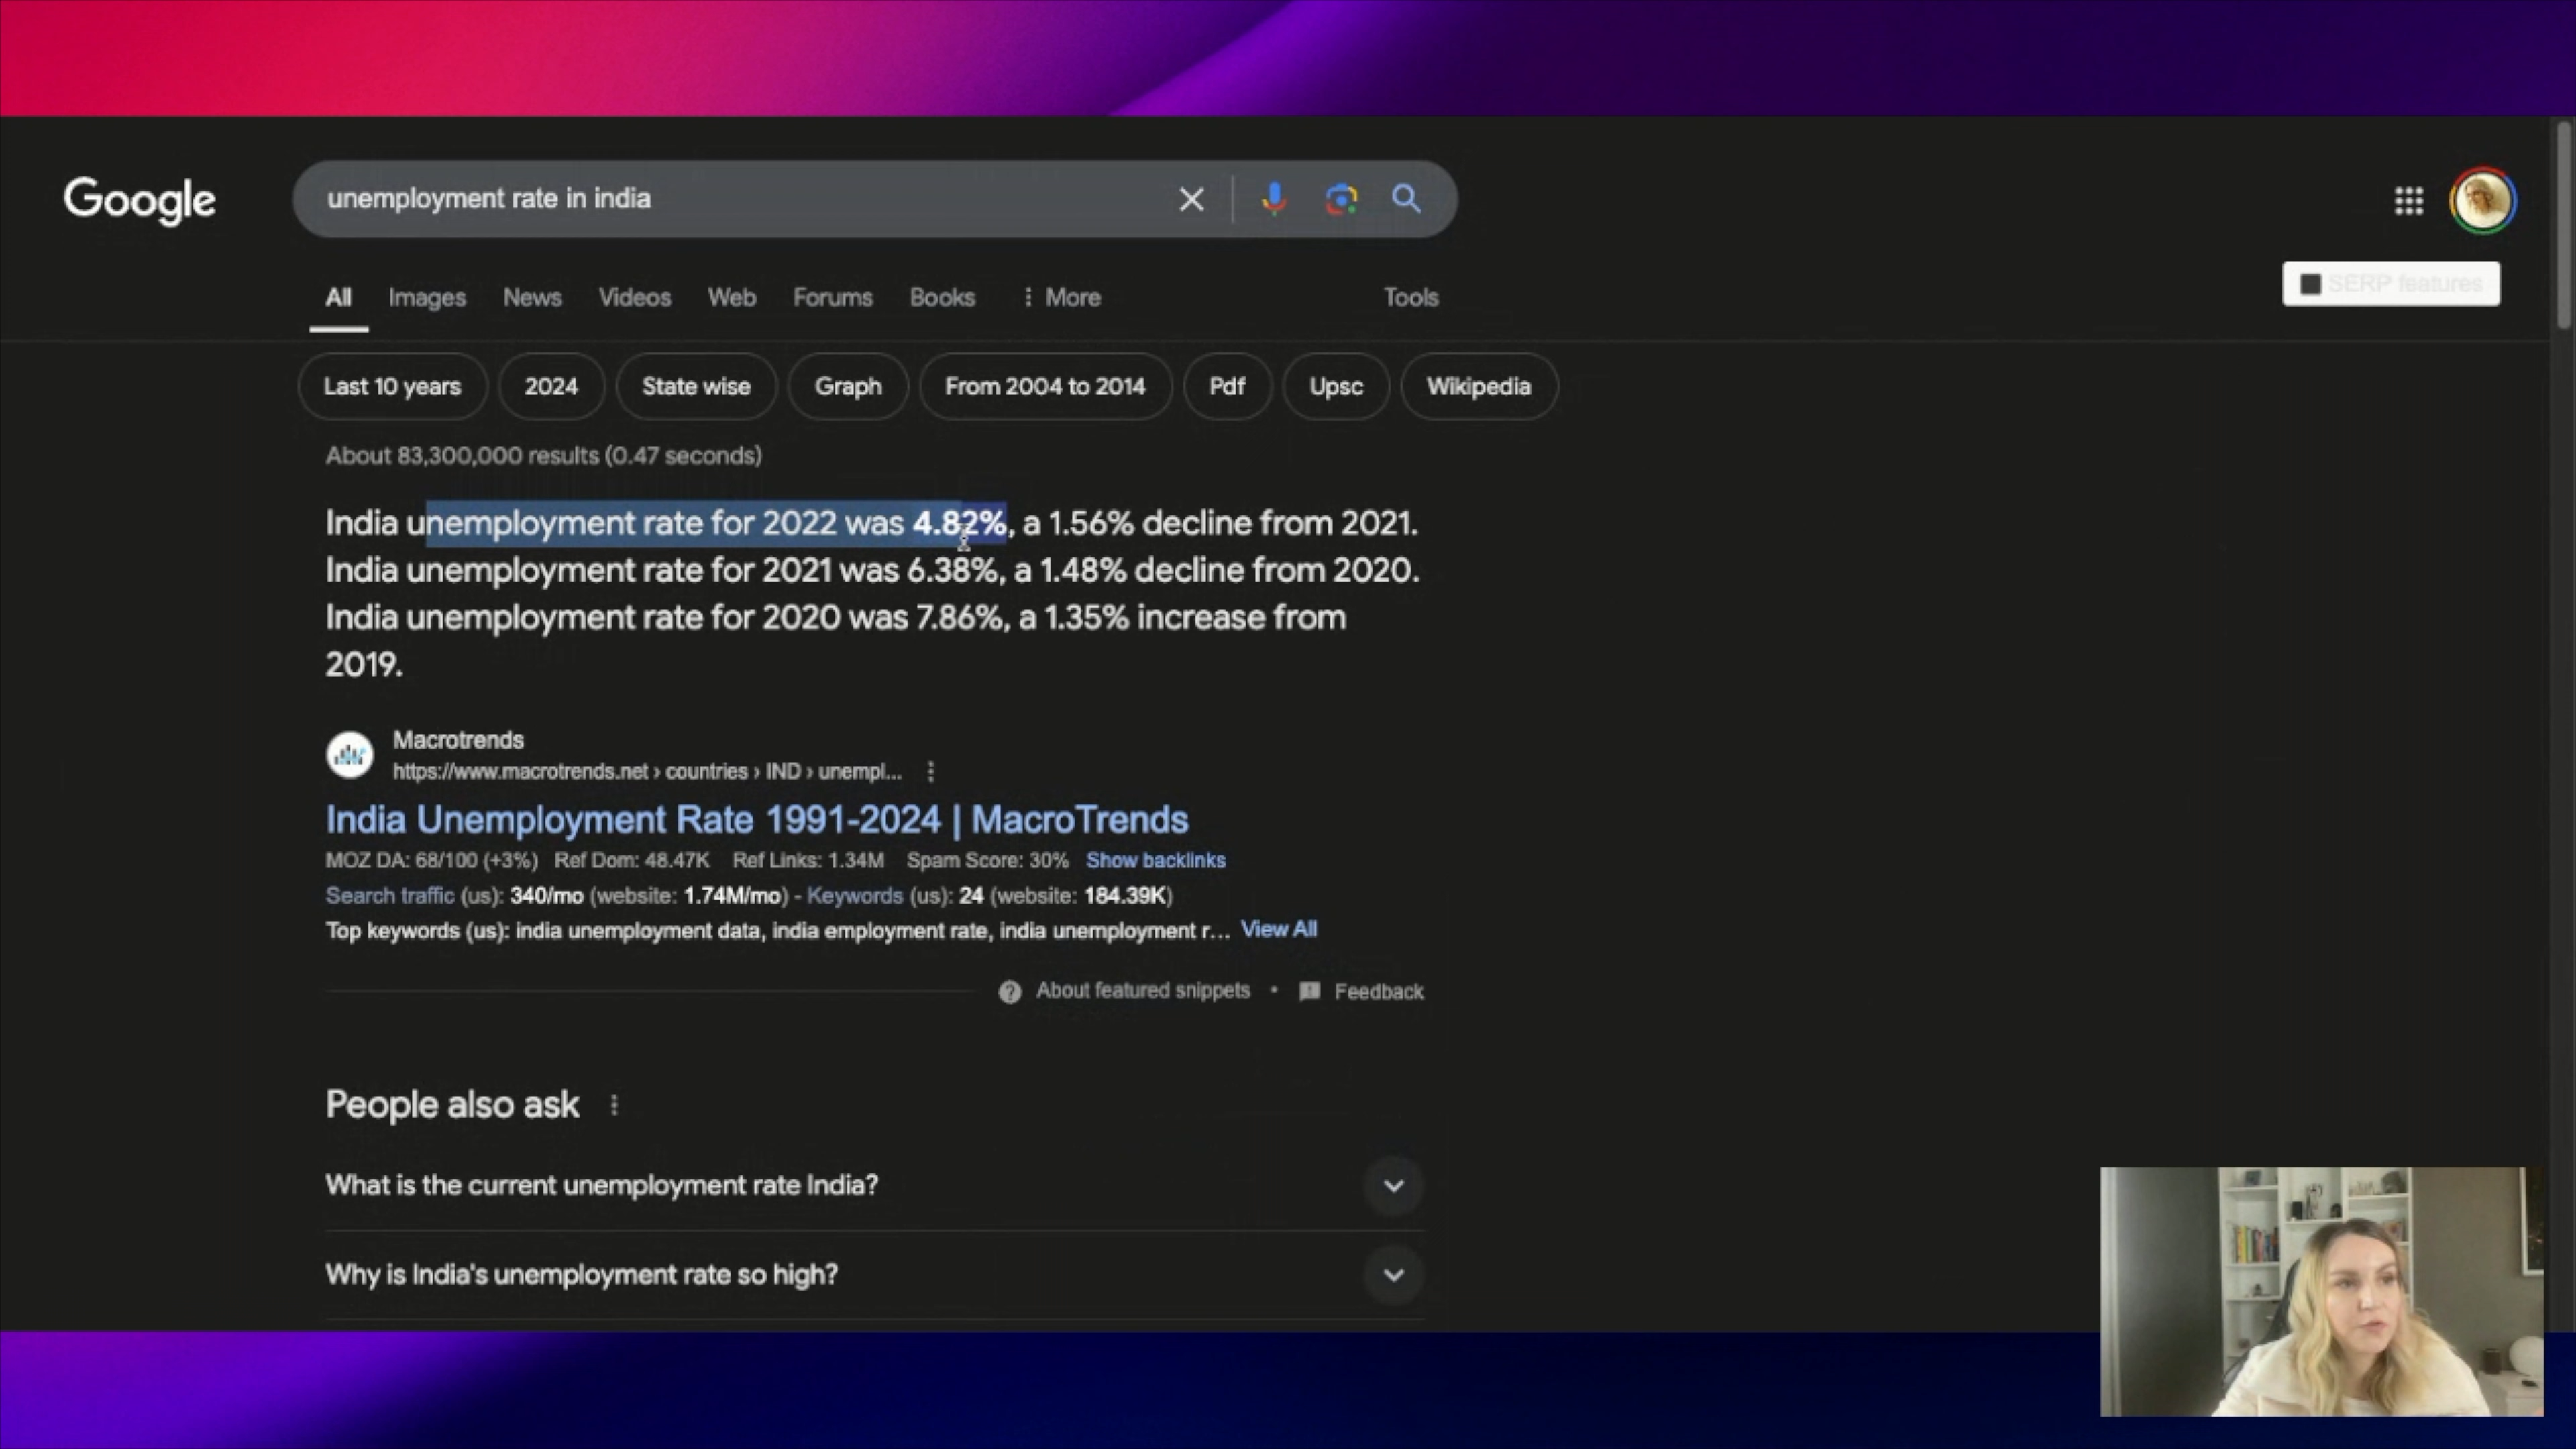 Google
unemployment rate in india
All Images News Videos Web Forums Books More Tools
SERP features
Last 10 years 2024 State wise Graph From 2004 to 2014 Pdf Upsc Wikipedia
About 83,300,000 results (0.47 seconds)
India unemployment rate for 2022 was 4.82%, a 1.56% decline from 2021.
India unemployment rate for 2021 was 6.38%, a 1.48% decline from 2020.
India unemployment rate for 2020 was 7.86%, a 1.35% increase from
2019.
Macrotrends
https://www.macrotrends.net › countries › IND › unempl...
India Unemployment Rate 1991-2024 | MacroTrends
MOZ DA: 68/100 (+3%) Ref Dom: 48.47K Ref Links: 1.34M Spam Score: 30% Show backlinks
Search traffic (us): 340/mo (website: 1.74M/mo) - Keywords (us): 24 (website: 184.39K)
Top keywords (us): india unemployment data, india employment rate, india unemployment r... View All
About featured snippets • Feedback
People also ask
What is the current unemployment rate India?
Why is India's unemployment rate so high?